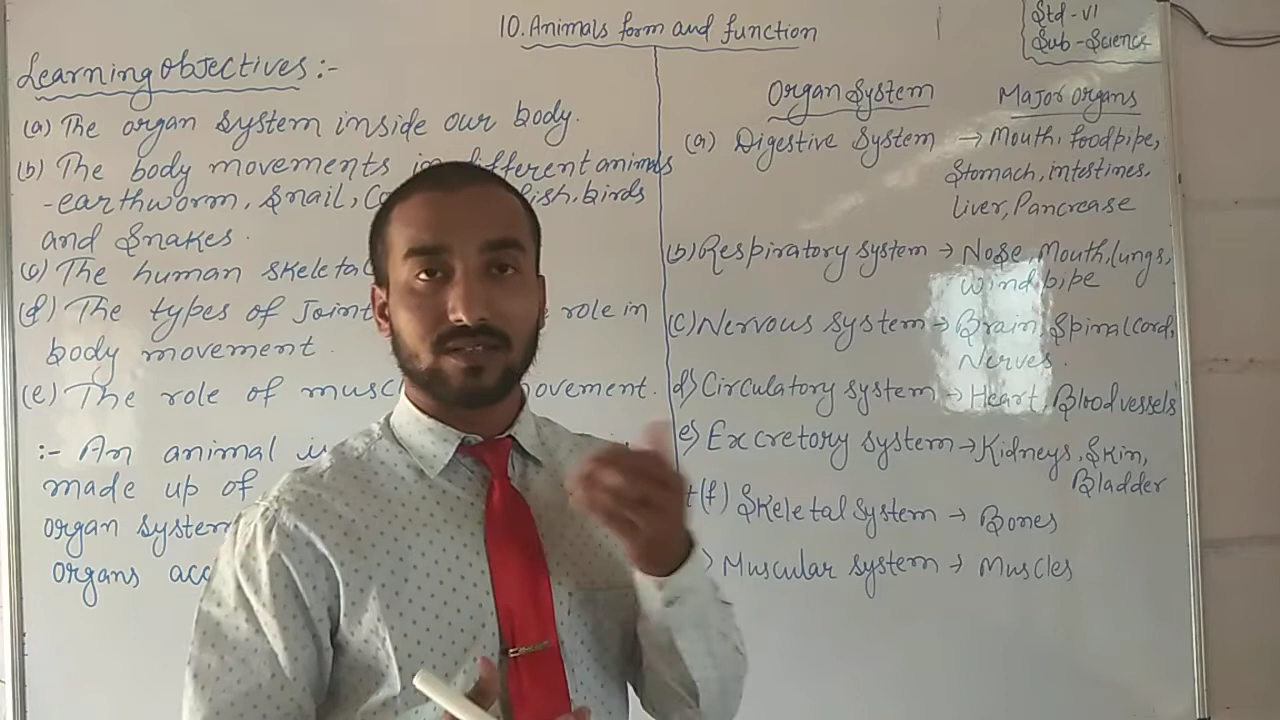 10. Animals form and function
Std - VI
Sub - Science
Learning Objectives :-
(a) The organ system inside our body.
(b) The body movements in different animals
- earthworm, Snail, fish, birds
and Snakes.
(c) The human
(d) The types of role in
body movement.
(e) The role of movement.
:- An animal
made up of
organ system
organs
Organ System
Major organs
(a) Digestive System → Mouth, foodpipe,
Stomach, intestines,
Liver, Pancrease
(b) Respiratory system → Nose, Mouth, lungs,
windpipe
(c) Nervous system → Brain, Spinal cord,
Nerves.
d) Circulatory system → Heart, Blood vessels
e) Excretory system → Kidneys, Skin,
Bladder
(f) Skeletal system → Bones
) Muscular system → Muscles